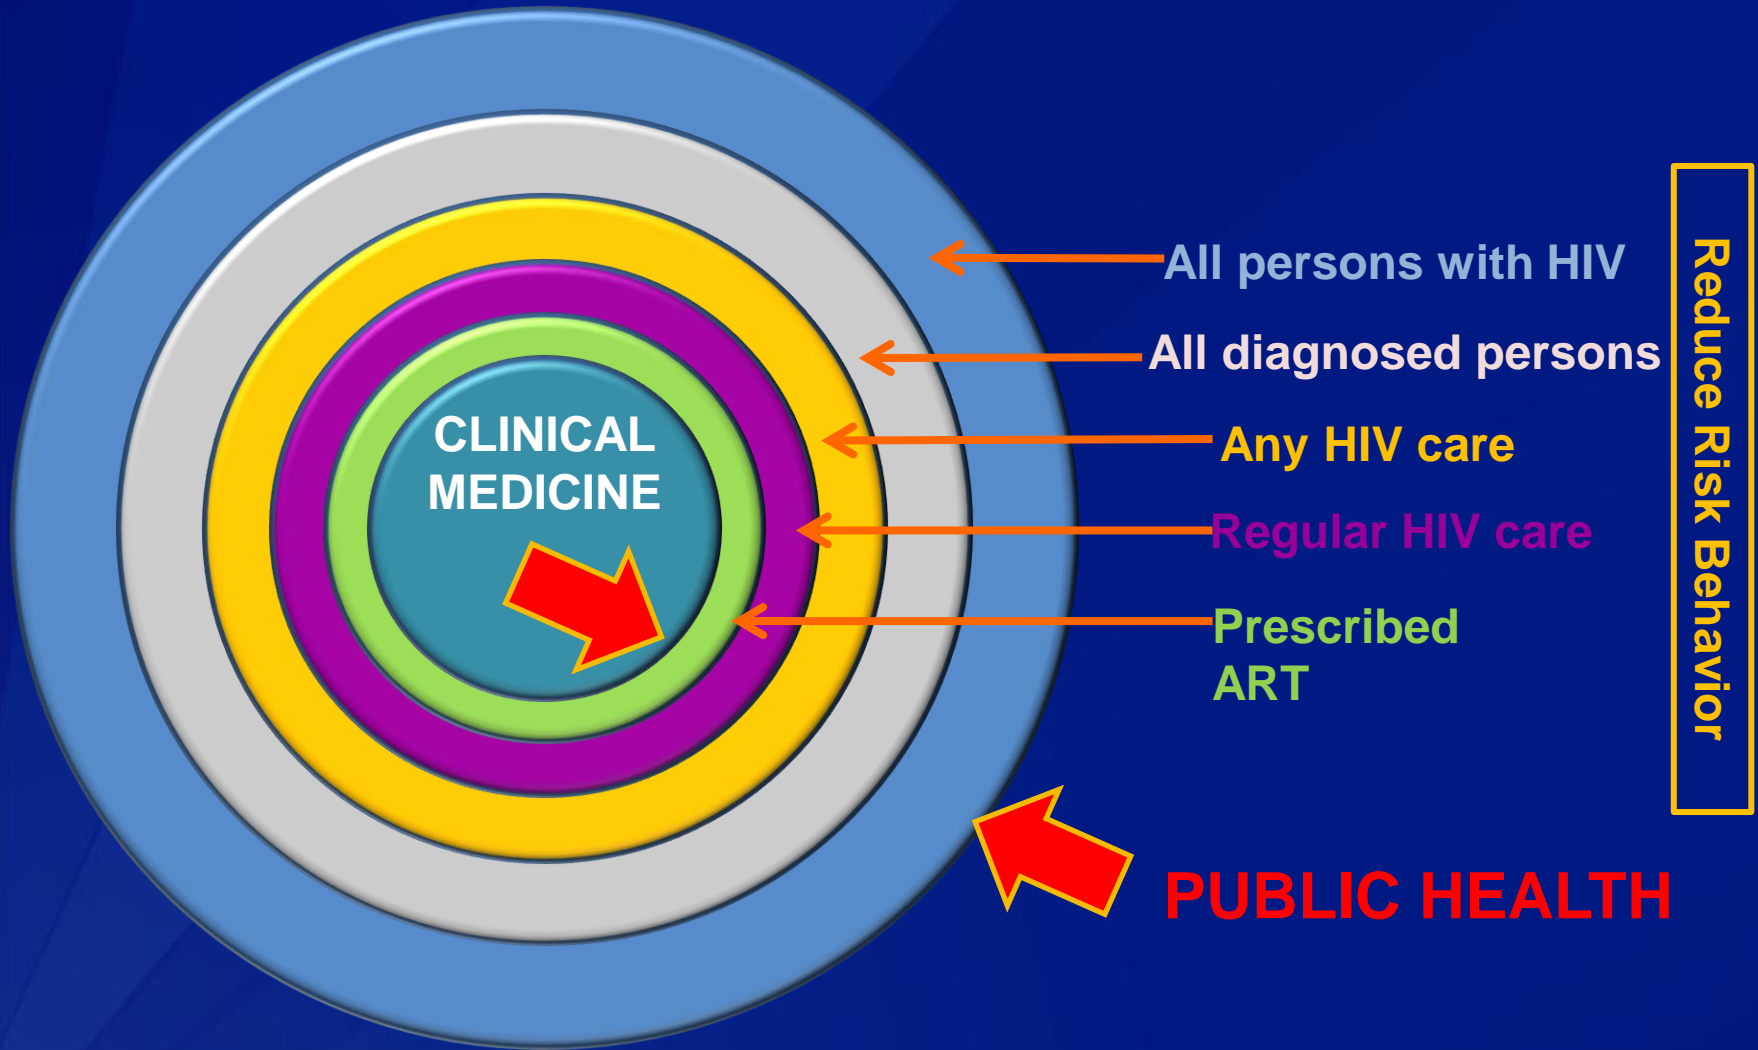 CLINICAL
MEDICINE
All persons with HIV
All diagnosed persons
Any HIV care
Regular HIV care
Prescribed
ART
Reduce Risk Behavior
PUBLIC HEALTH